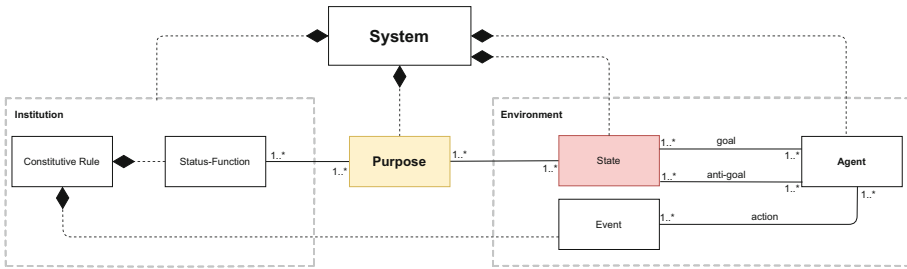 System
Institution
Environment
Constitutive Rule
Status-Function
1..*
1..*
Purpose
1..*
1..*
State
1..*
goal
1..*
1..*
anti-goal
1..*
Agent
1..*
Event
1..*
action